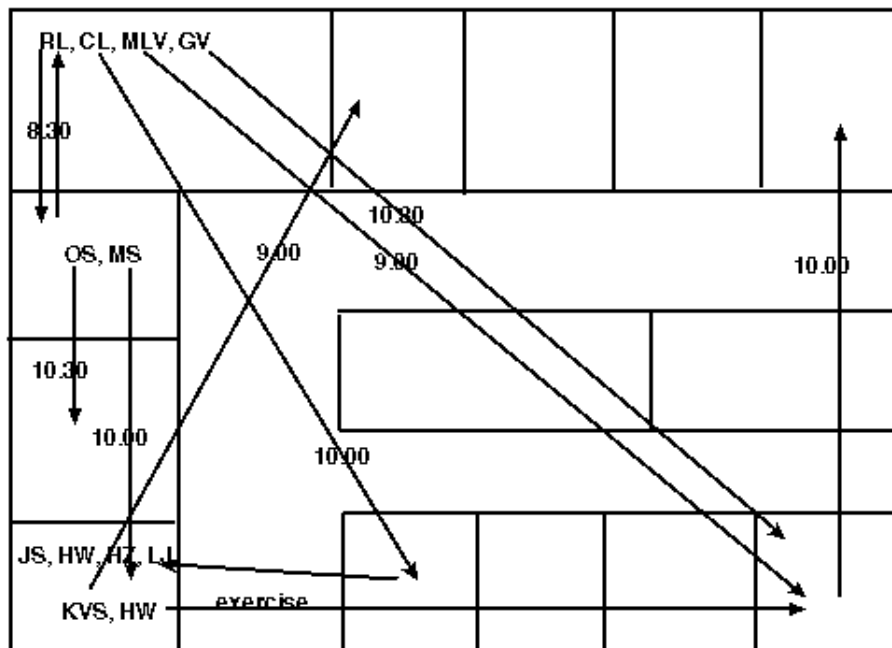 RL, CL, MLV, GV
8.30
10.30
OS, MS
9.00
9.00
10.00
10.30
10.00
10.00
JS, HW, HZ, LJ
exercise
KVS, HW